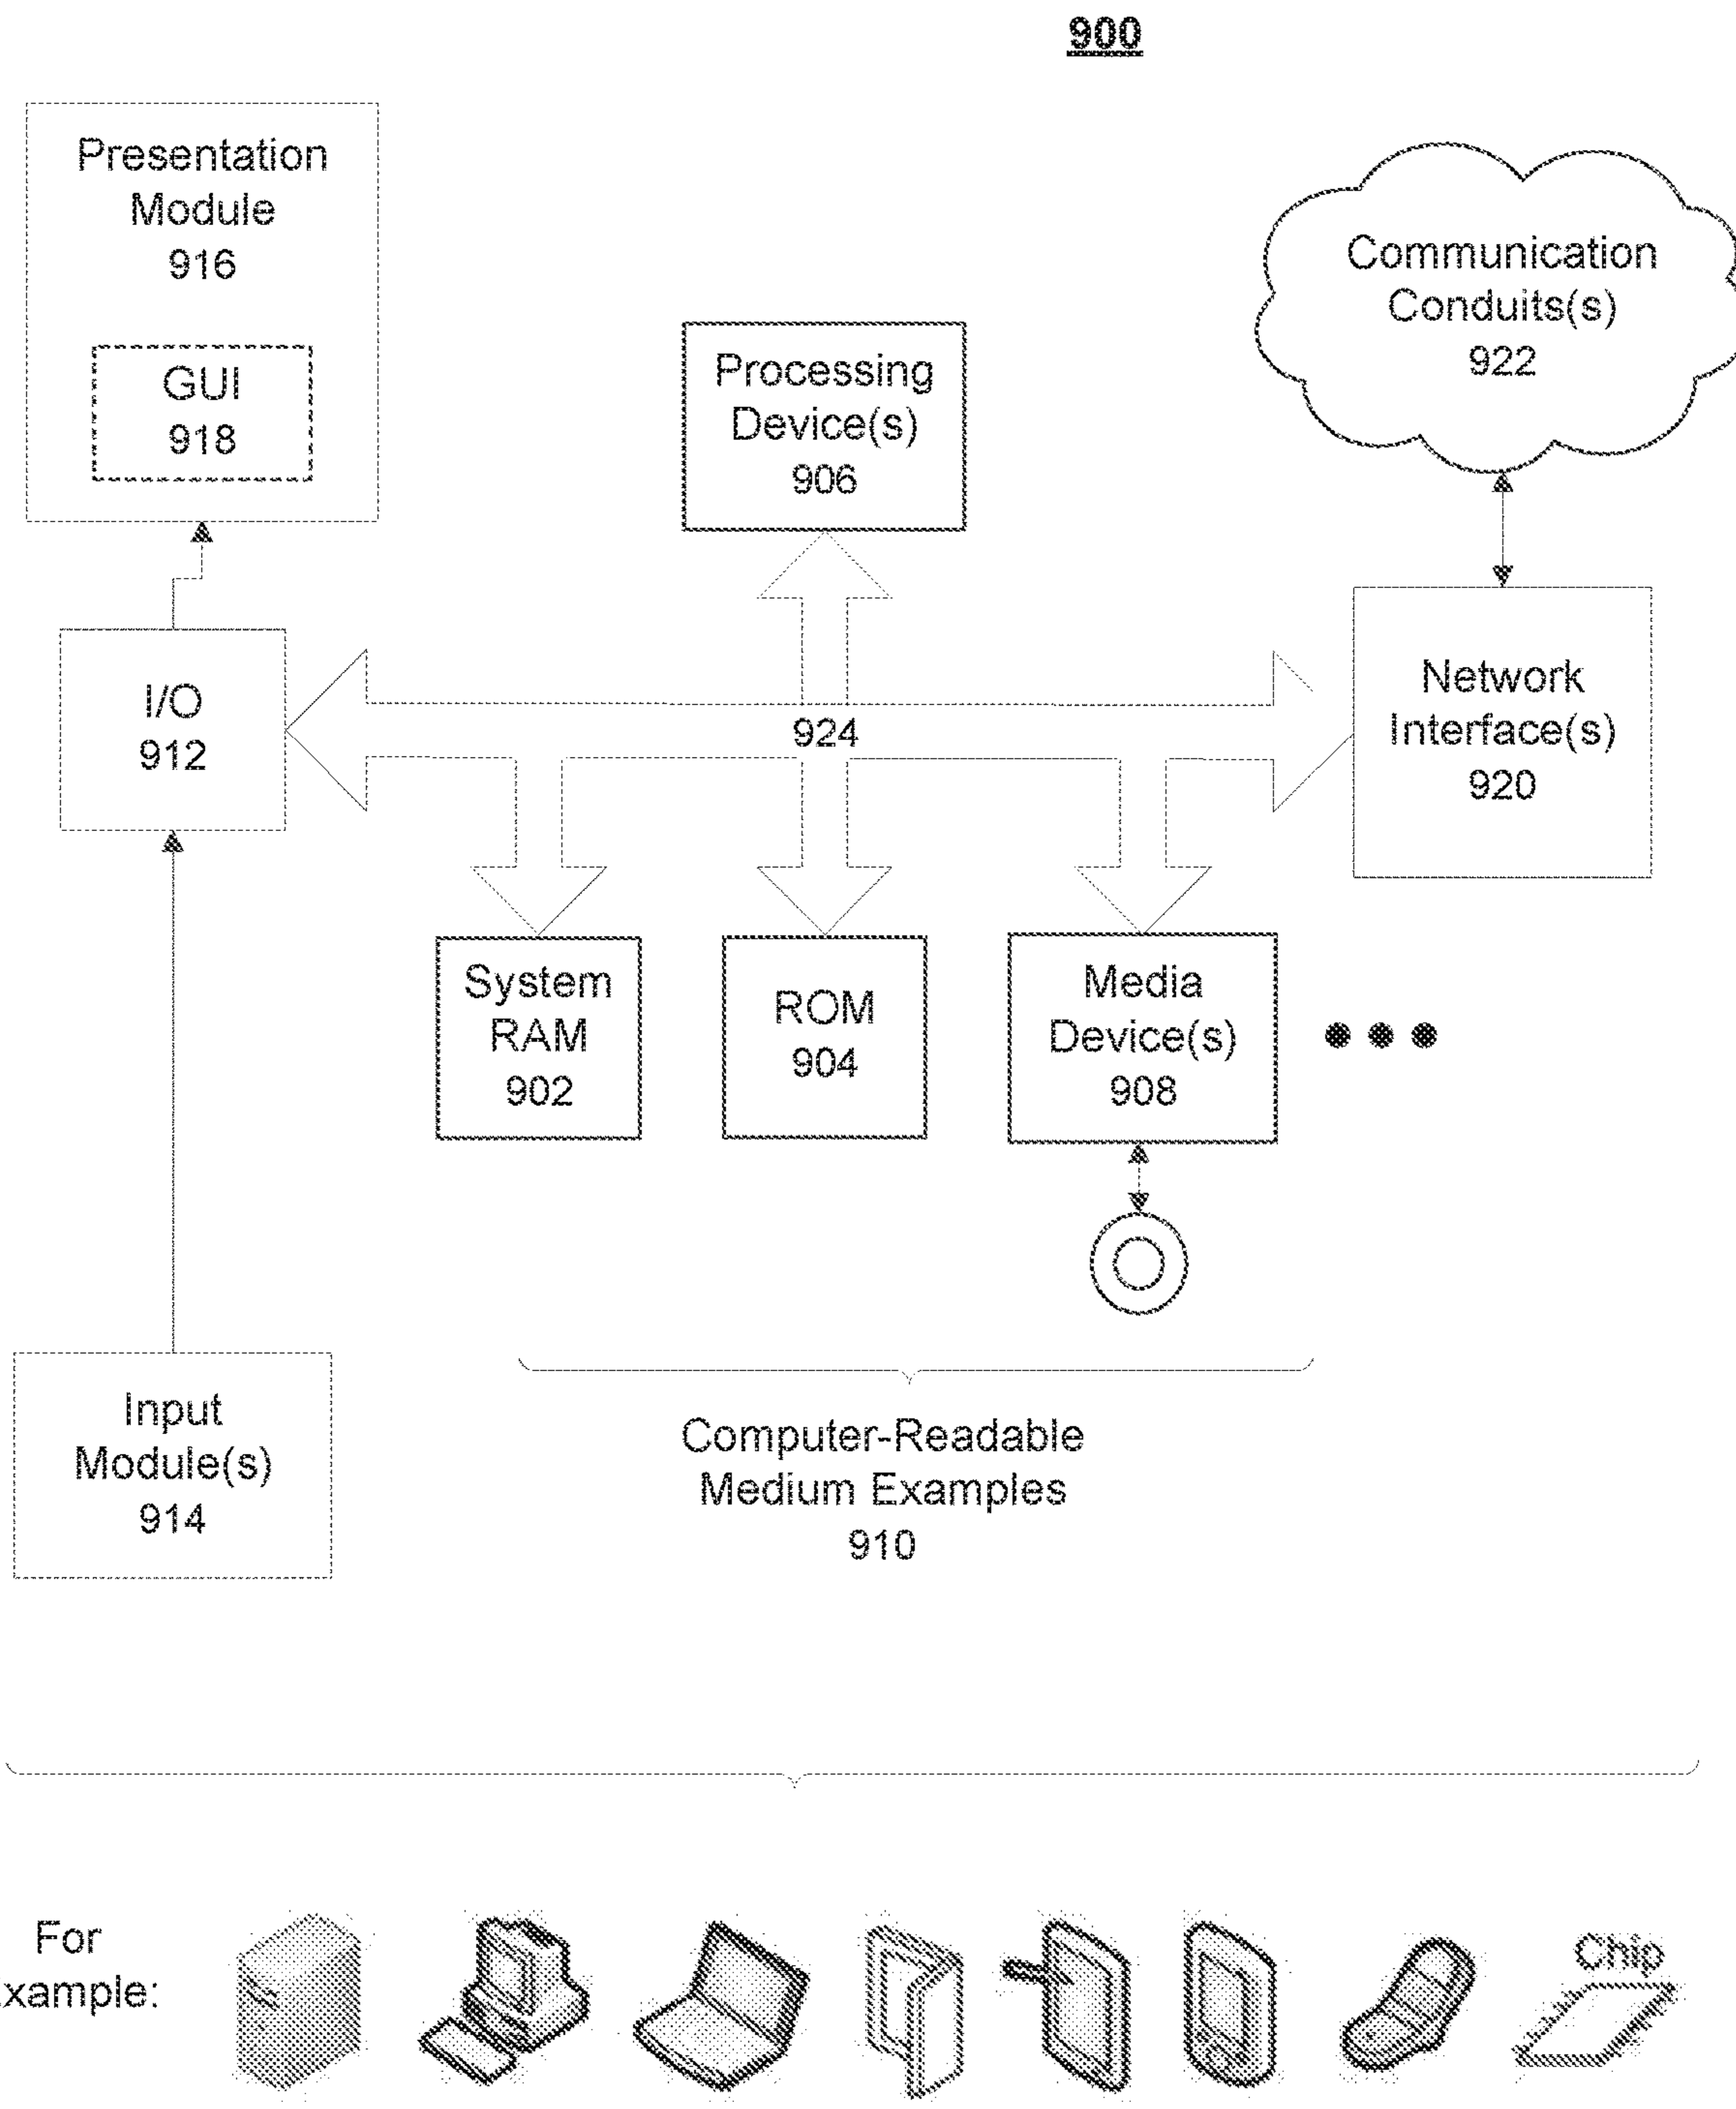 900
Presentation
Module
916
GUI
918
Processing
Device(s)
906
Communication
Conduits(s)
922
I/O
912
924
Network
Interface(s)
920
System
RAM
902
ROM
904
Media
Device(s)
908
Input
Module(s)
914
Computer-Readable
Medium Examples
910
For
xample:
Chip